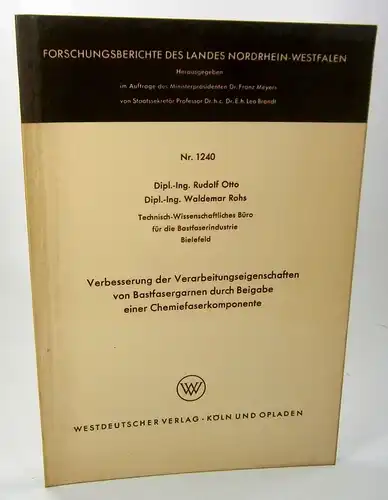 FORSCHUNGSBERICHTE DES LANDES NORDRHEIN-WESTFALEN
Herausgegeben
im Auftrage des Ministerpräsidenten Dr. Franz Meyers
von Staatssekretär Professor Dr. h. c. Dr. E. h. Leo Brandt
Nr. 1240
Dipl.-Ing. Rudolf Otto
Dipl.-Ing. Waldemar Rohs
Technisch-Wissenschaftliches Büro
für die Bastfaserindustrie
Bielefeld
Verbesserung der Verarbeitungseigenschaften
von Bastfasergarnen durch Beigabe
einer Chemiefaserkomponente
WESTDEUTSCHER VERLAG · KÖLN UND OPLADEN